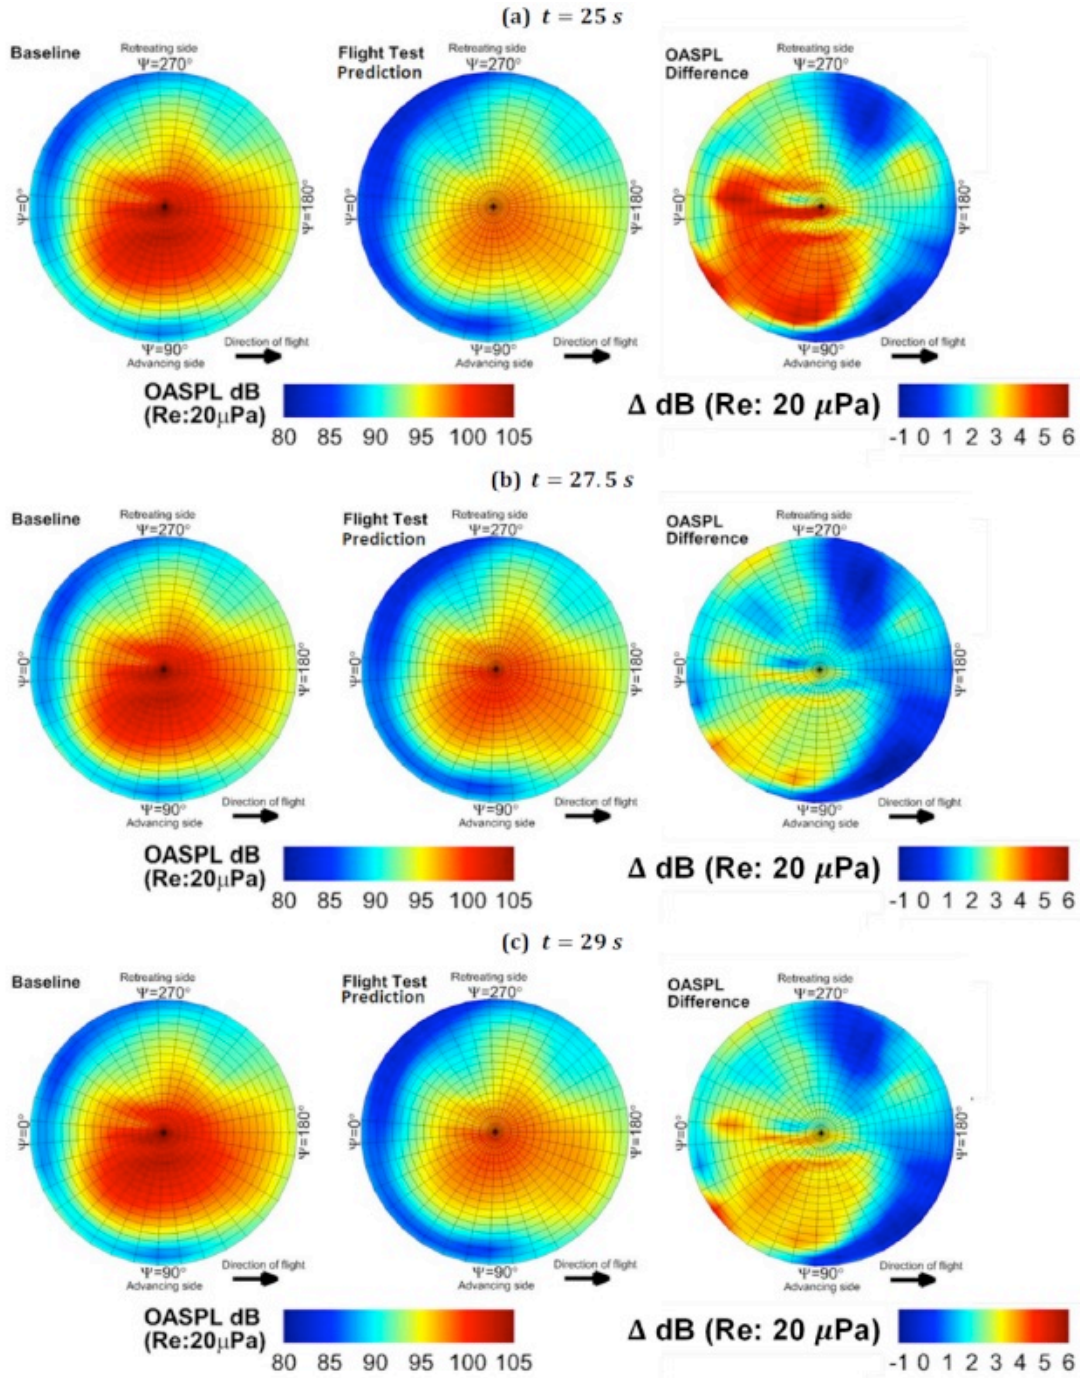 (a) t = 25 s
Baseline
Retreating side
Ψ=270°
Ψ=0°
Ψ=180°
Ψ=90°
Advancing side
Direction of flight
Flight Test
Prediction
Retreating side
Ψ=270°
Ψ=0°
Ψ=180°
Ψ=90°
Advancing side
Direction of flight
OASPL
Difference
Retreating side
Ψ=270°
Ψ=0°
Ψ=180°
Ψ=90°
Advancing side
Direction of flight
OASPL dB
(Re:20μPa)
80 85 90 95 100 105
Δ dB (Re: 20 μPa)
-1 0 1 2 3 4 5 6
(b) t = 27.5 s
Baseline
Retreating side
Ψ=270°
Ψ=0°
Ψ=180°
Ψ=90°
Advancing side
Direction of flight
Flight Test
Prediction
Retreating side
Ψ=270°
Ψ=0°
Ψ=180°
Ψ=90°
Advancing side
Direction of flight
OASPL
Difference
Retreating side
Ψ=270°
Ψ=0°
Ψ=180°
Ψ=90°
Advancing side
Direction of flight
OASPL dB
(Re:20μPa)
80 85 90 95 100 105
Δ dB (Re: 20 μPa)
-1 0 1 2 3 4 5 6
(c) t = 29 s
Baseline
Retreating side
Ψ=270°
Ψ=0°
Ψ=180°
Ψ=90°
Advancing side
Direction of flight
Flight Test
Prediction
Retreating side
Ψ=270°
Ψ=0°
Ψ=180°
Ψ=90°
Advancing side
Direction of flight
OASPL
Difference
Retreating side
Ψ=270°
Ψ=0°
Ψ=180°
Ψ=90°
Advancing side
Direction of flight
OASPL dB
(Re:20μPa)
80 85 90 95 100 105
Δ dB (Re: 20 μPa)
-1 0 1 2 3 4 5 6